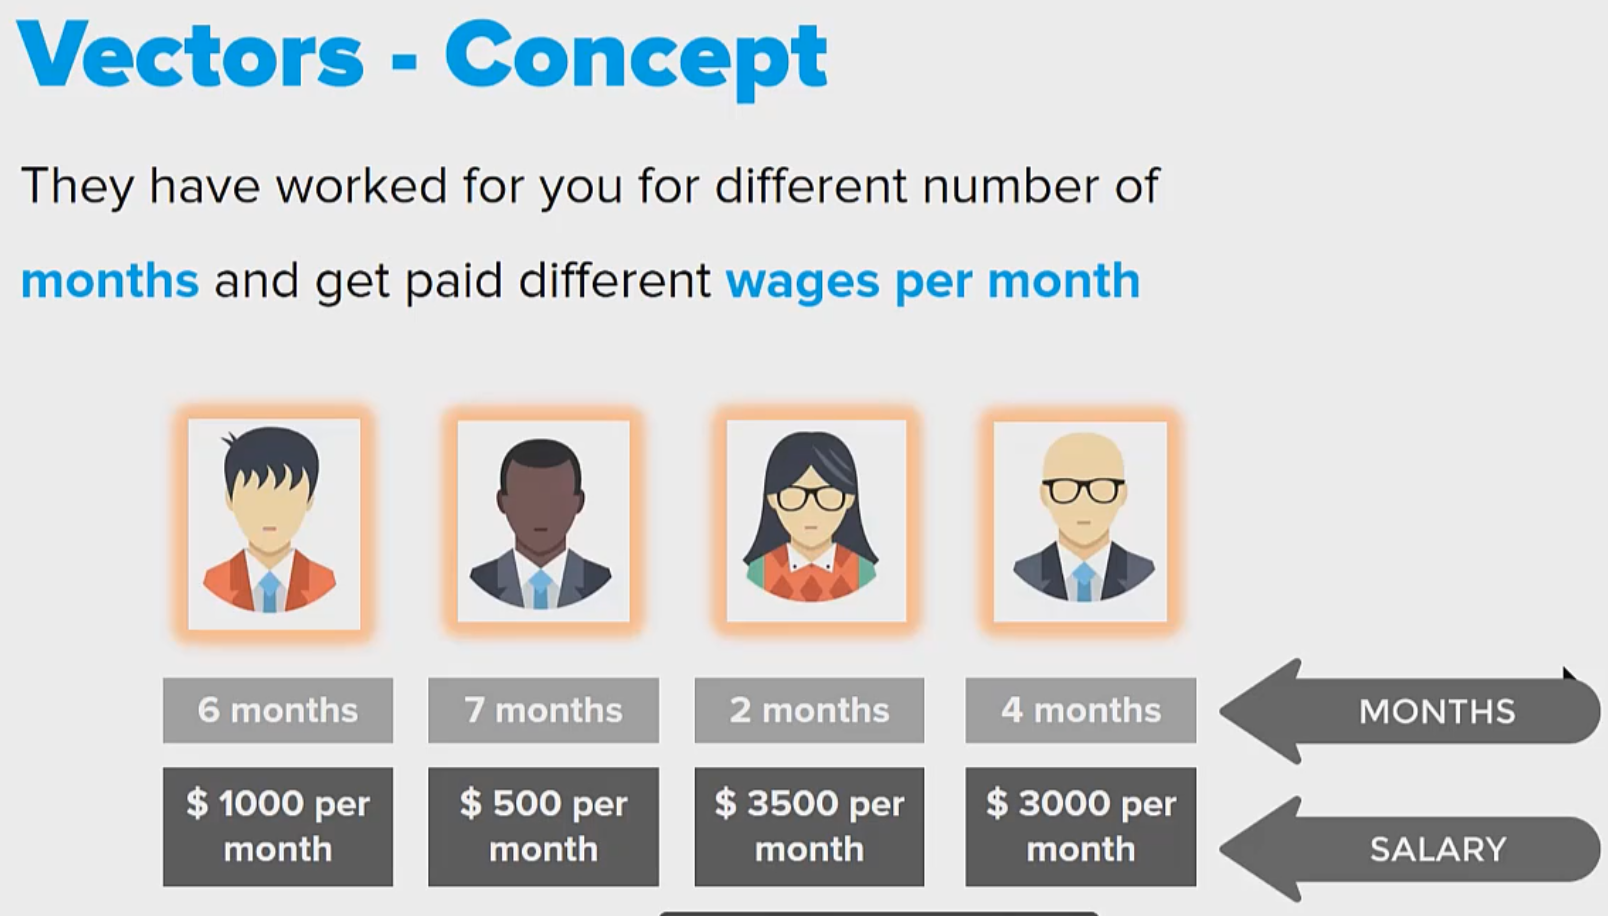 Vectors - Concept
They have worked for you for different number of
months and get paid different wages per month
6 months
7 months
2 months
4 months
MONTHS
$ 1000 per
month
$ 500 per
month
$ 3500 per
month
$ 3000 per
month
SALARY